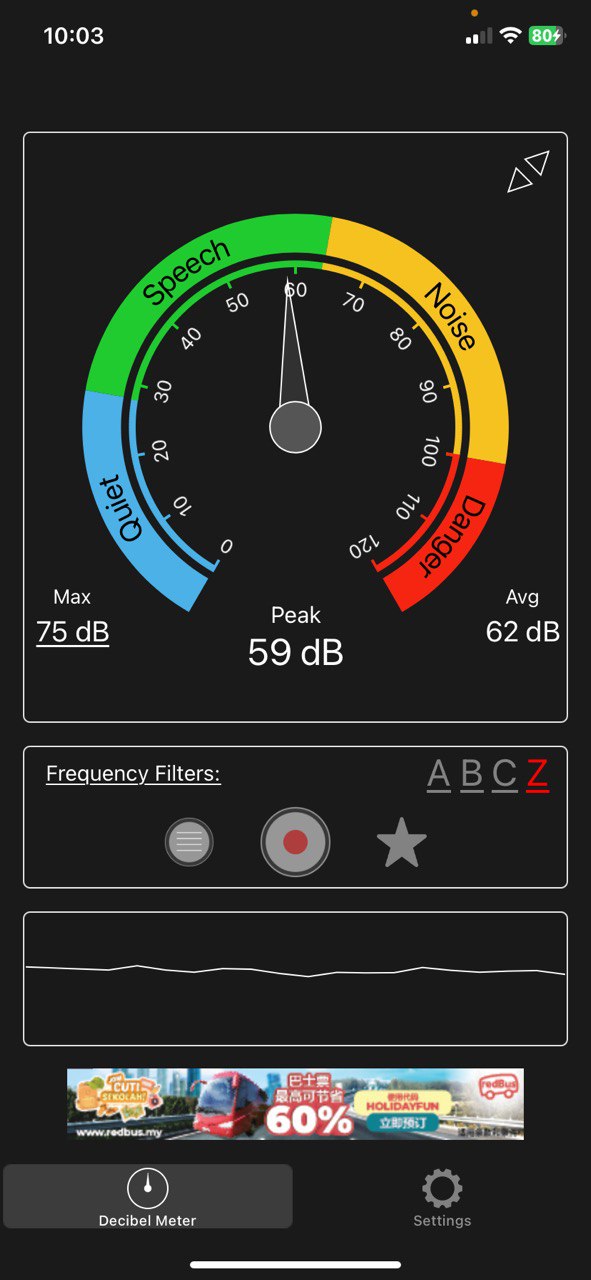 10:03
80
Quiet
Speech
Noise
Danger
0
10
20
30
40
50
60
70
80
90
100
110
120
Max
75 dB
Peak
59 dB
Avg
62 dB
Frequency Filters:
A B C Z
JOM
CUTI
SEKOLAH!
www.redbus.my
巴士票
最高可节省
60%
使用代码
HOLIDAYFUN
立即预订
redBus
Decibel Meter
Settings